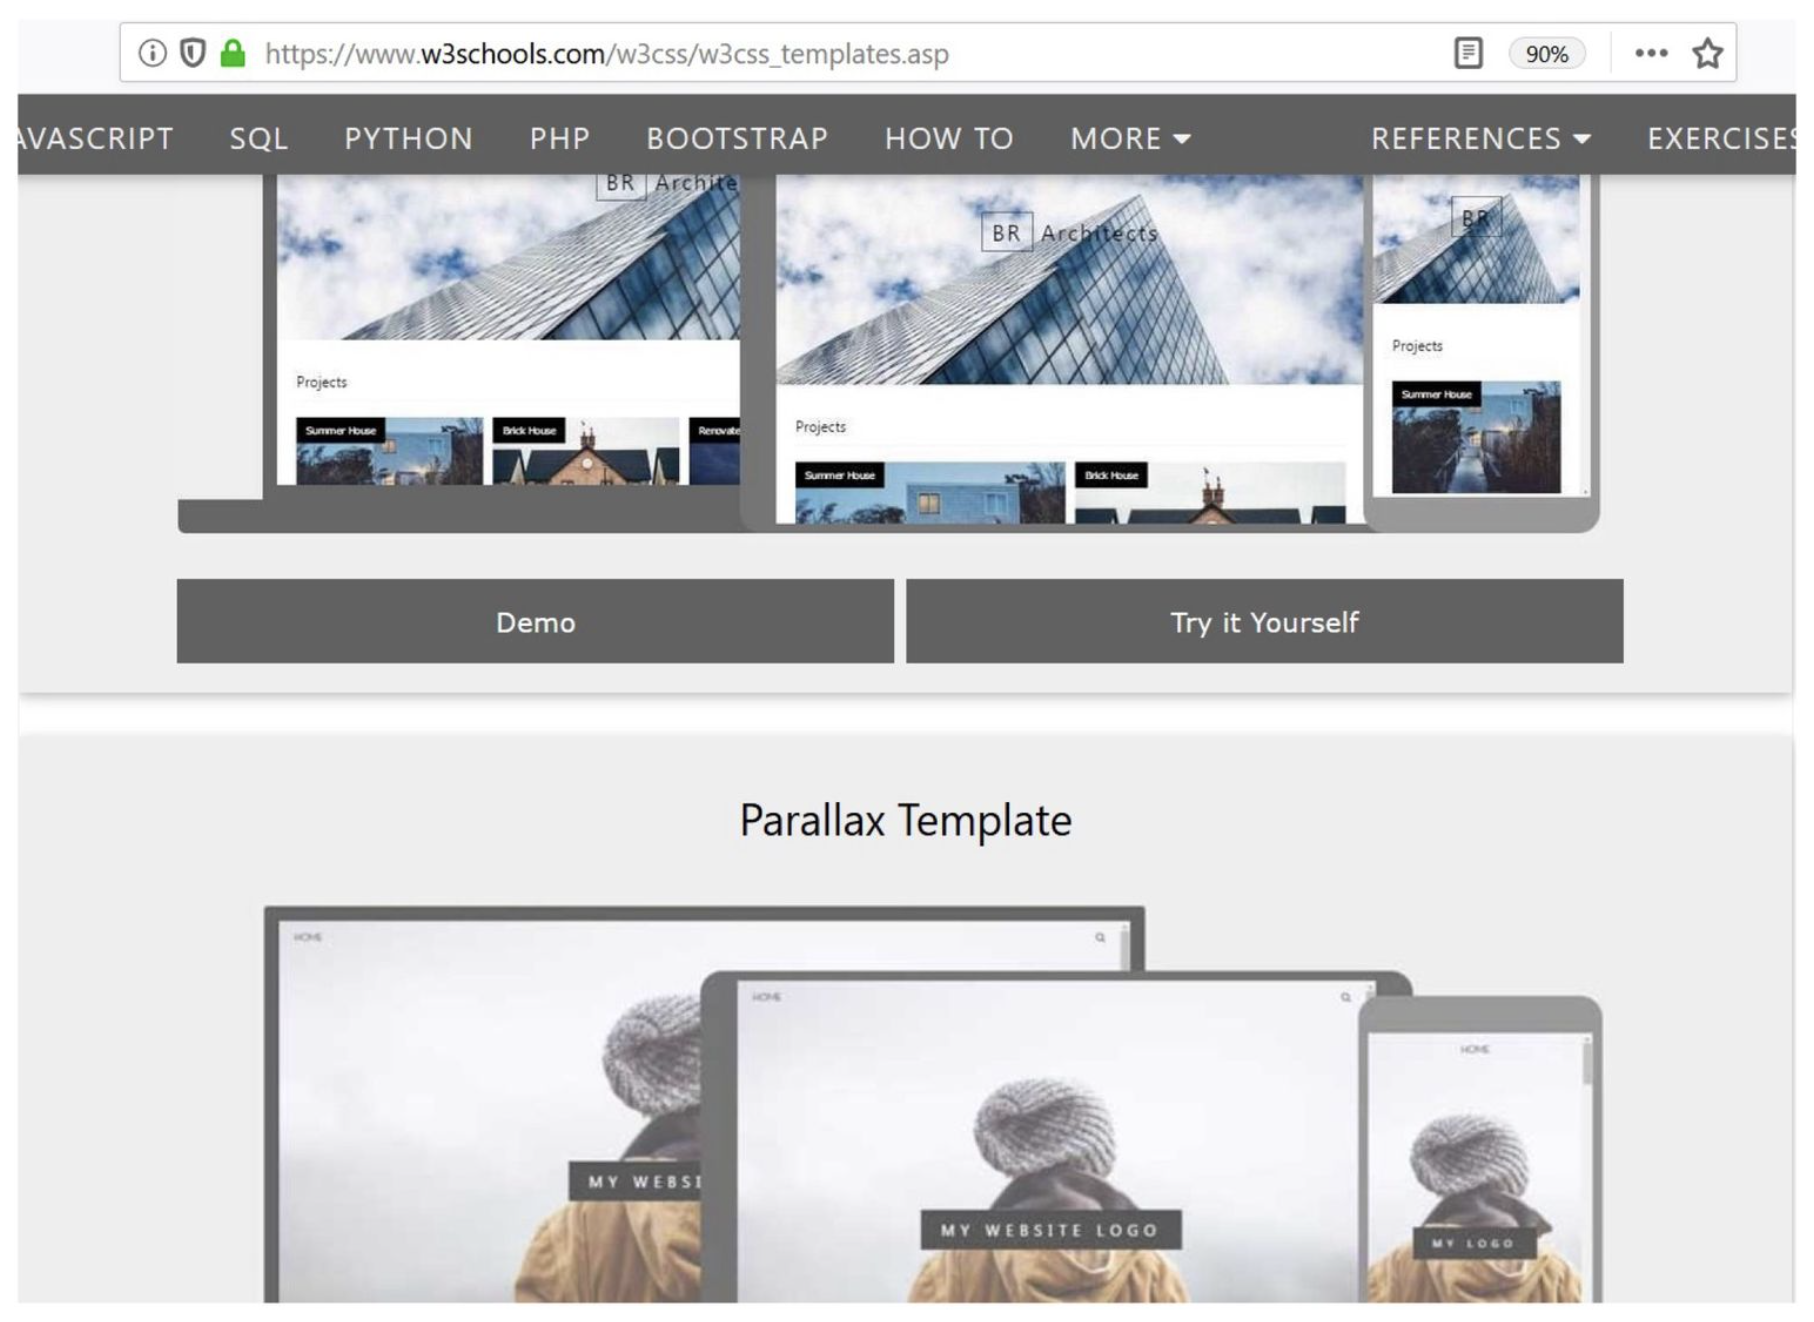 https://www.w3schools.com/w3css/w3css_templates.asp 90%
AVASCRIPT SQL PYTHON PHP BOOTSTRAP HOW TO MORE REFERENCES EXERCISES
BR Archite
BR Architects
BR
Projects
Summer House Brick House Renovate
Projects
Summer House Brick House
Projects
Summer House
Demo Try it Yourself
Parallax Template
HOME
MY WEBSI
HOME
MY WEBSITE LOGO
HOME
MY LOGO